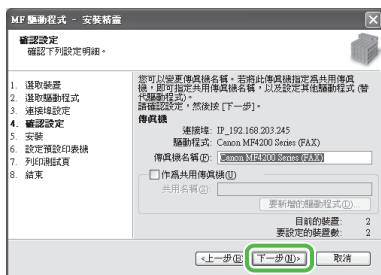 MF 驅動程式 - 安裝精靈
確認設定
確認下列設定明細。
1. 選取裝置
2. 選取驅動程式
3. 連接埠設定
4. 確認設定
5. 安裝
6. 設定預設印表機
7. 列印測試頁
8. 結束
您可以變更傳真機名稱。若將此傳真機指定為共用傳真
機，即可指定共用傳真機名稱，以及設定其他驅動程式 (替
代驅動程式)。
請確認設定，然後按 [下一步]。
傳真機
連接埠: IP_192.168.203.245
驅動程式: Canon MF4200 Series (FAX)
傳真機名稱(F): Canon MF4200 Series (FAX)
作為共用傳真機(U)
共用名稱(S):
要新增的驅動程式(D)...
目前的裝置: 2
要設定的裝置數: 2
<上一步(B) 下一步(N)> 取消